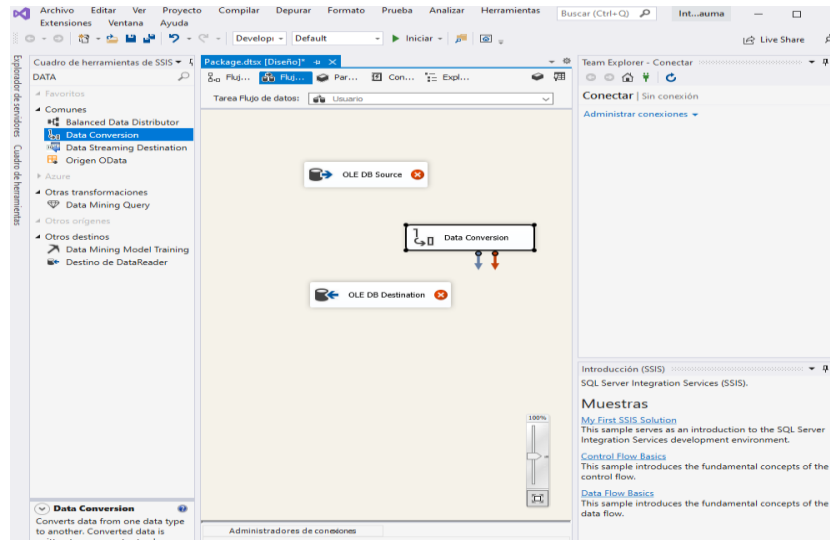 Archivo Editar Ver Proyecto Compilar Depurar Formato Prueba Analizar Herramientas
Extensiones Ventana Ayuda
Buscar (Ctrl+Q)
Int...auma
Develop
Default
Iniciar
Live Share
Explorador de servidores
Cuadro de herramientas
Cuadro de herramientas de SSIS
DATA
Favoritos
Comunes
Balanced Data Distributor
Data Conversion
Data Streaming Destination
Origen OData
Azure
Otras transformaciones
Data Mining Query
Otros orígenes
Otros destinos
Data Mining Model Training
Destino de DataReader
Data Conversion
Converts data from one data type
to another. Converted data is
Package.dtsx [Diseño]*
Fluj... Fluj... Par... Con... Expl...
Tarea Flujo de datos: Usuario
OLE DB Source
Data Conversion
OLE DB Destination
100%
Administradores de conexiones
Team Explorer - Conectar
Conectar | Sin conexión
Administrar conexiones
Introducción (SSIS)
SQL Server Integration Services (SSIS).
Muestras
My First SSIS Solution
This sample serves as an introduction to the SQL Server
Integration Services development environment.
Control Flow Basics
This sample introduces the fundamental concepts of the
control flow.
Data Flow Basics
This sample introduces the fundamental concepts of the
data flow.